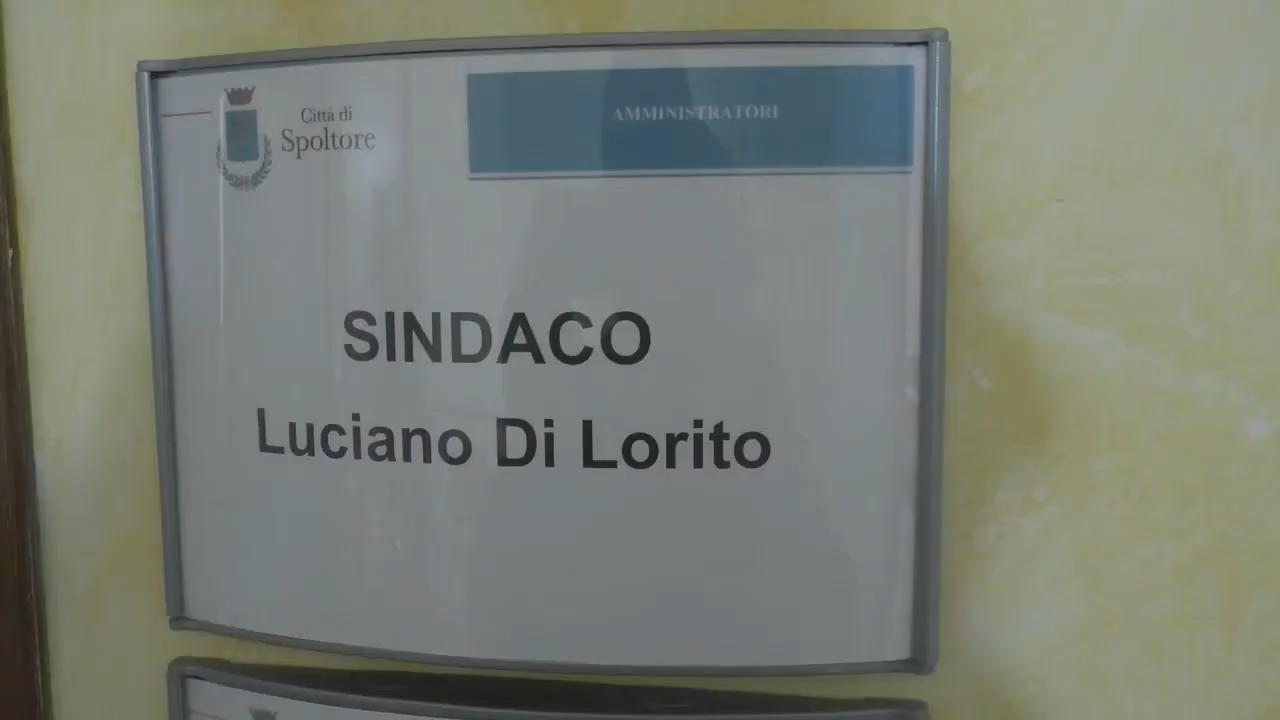 Città di
Spoltore
AMMINISTRATORI
SINDACO
Luciano Di Lorito